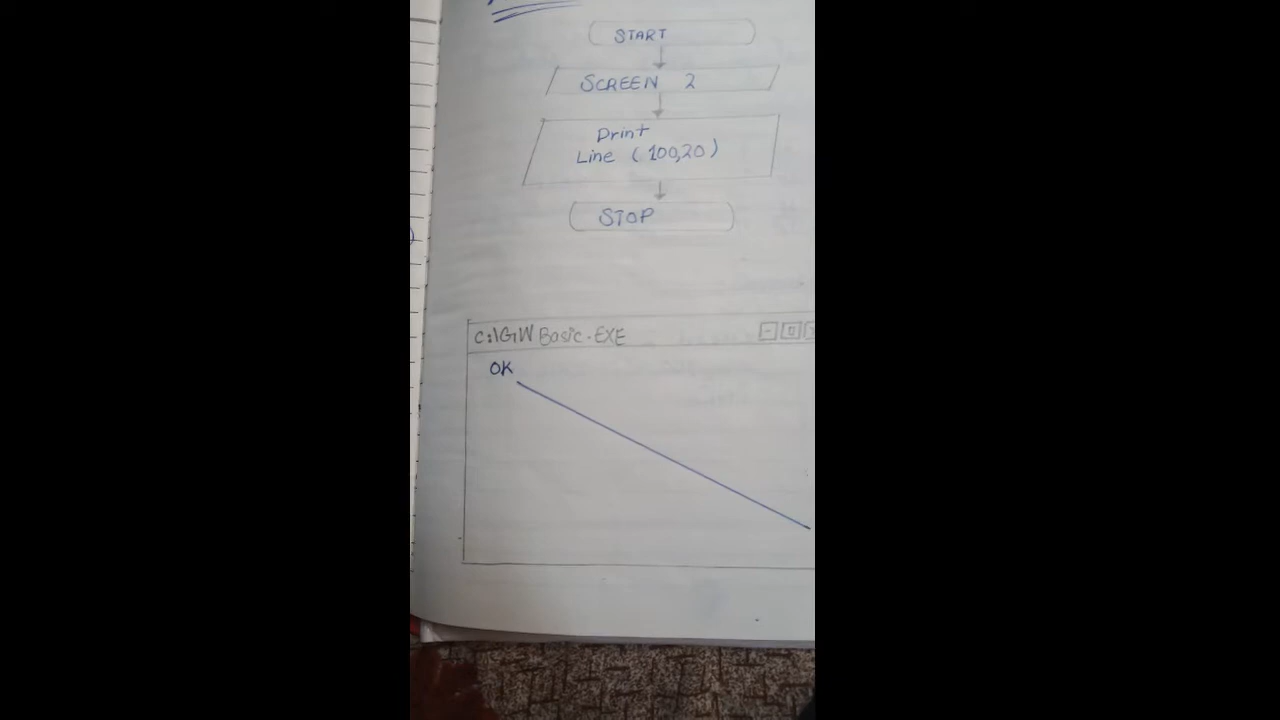 START
SCREEN 2
Print
Line (100,20)
STOP
C:\GW Basic.EXE
OK